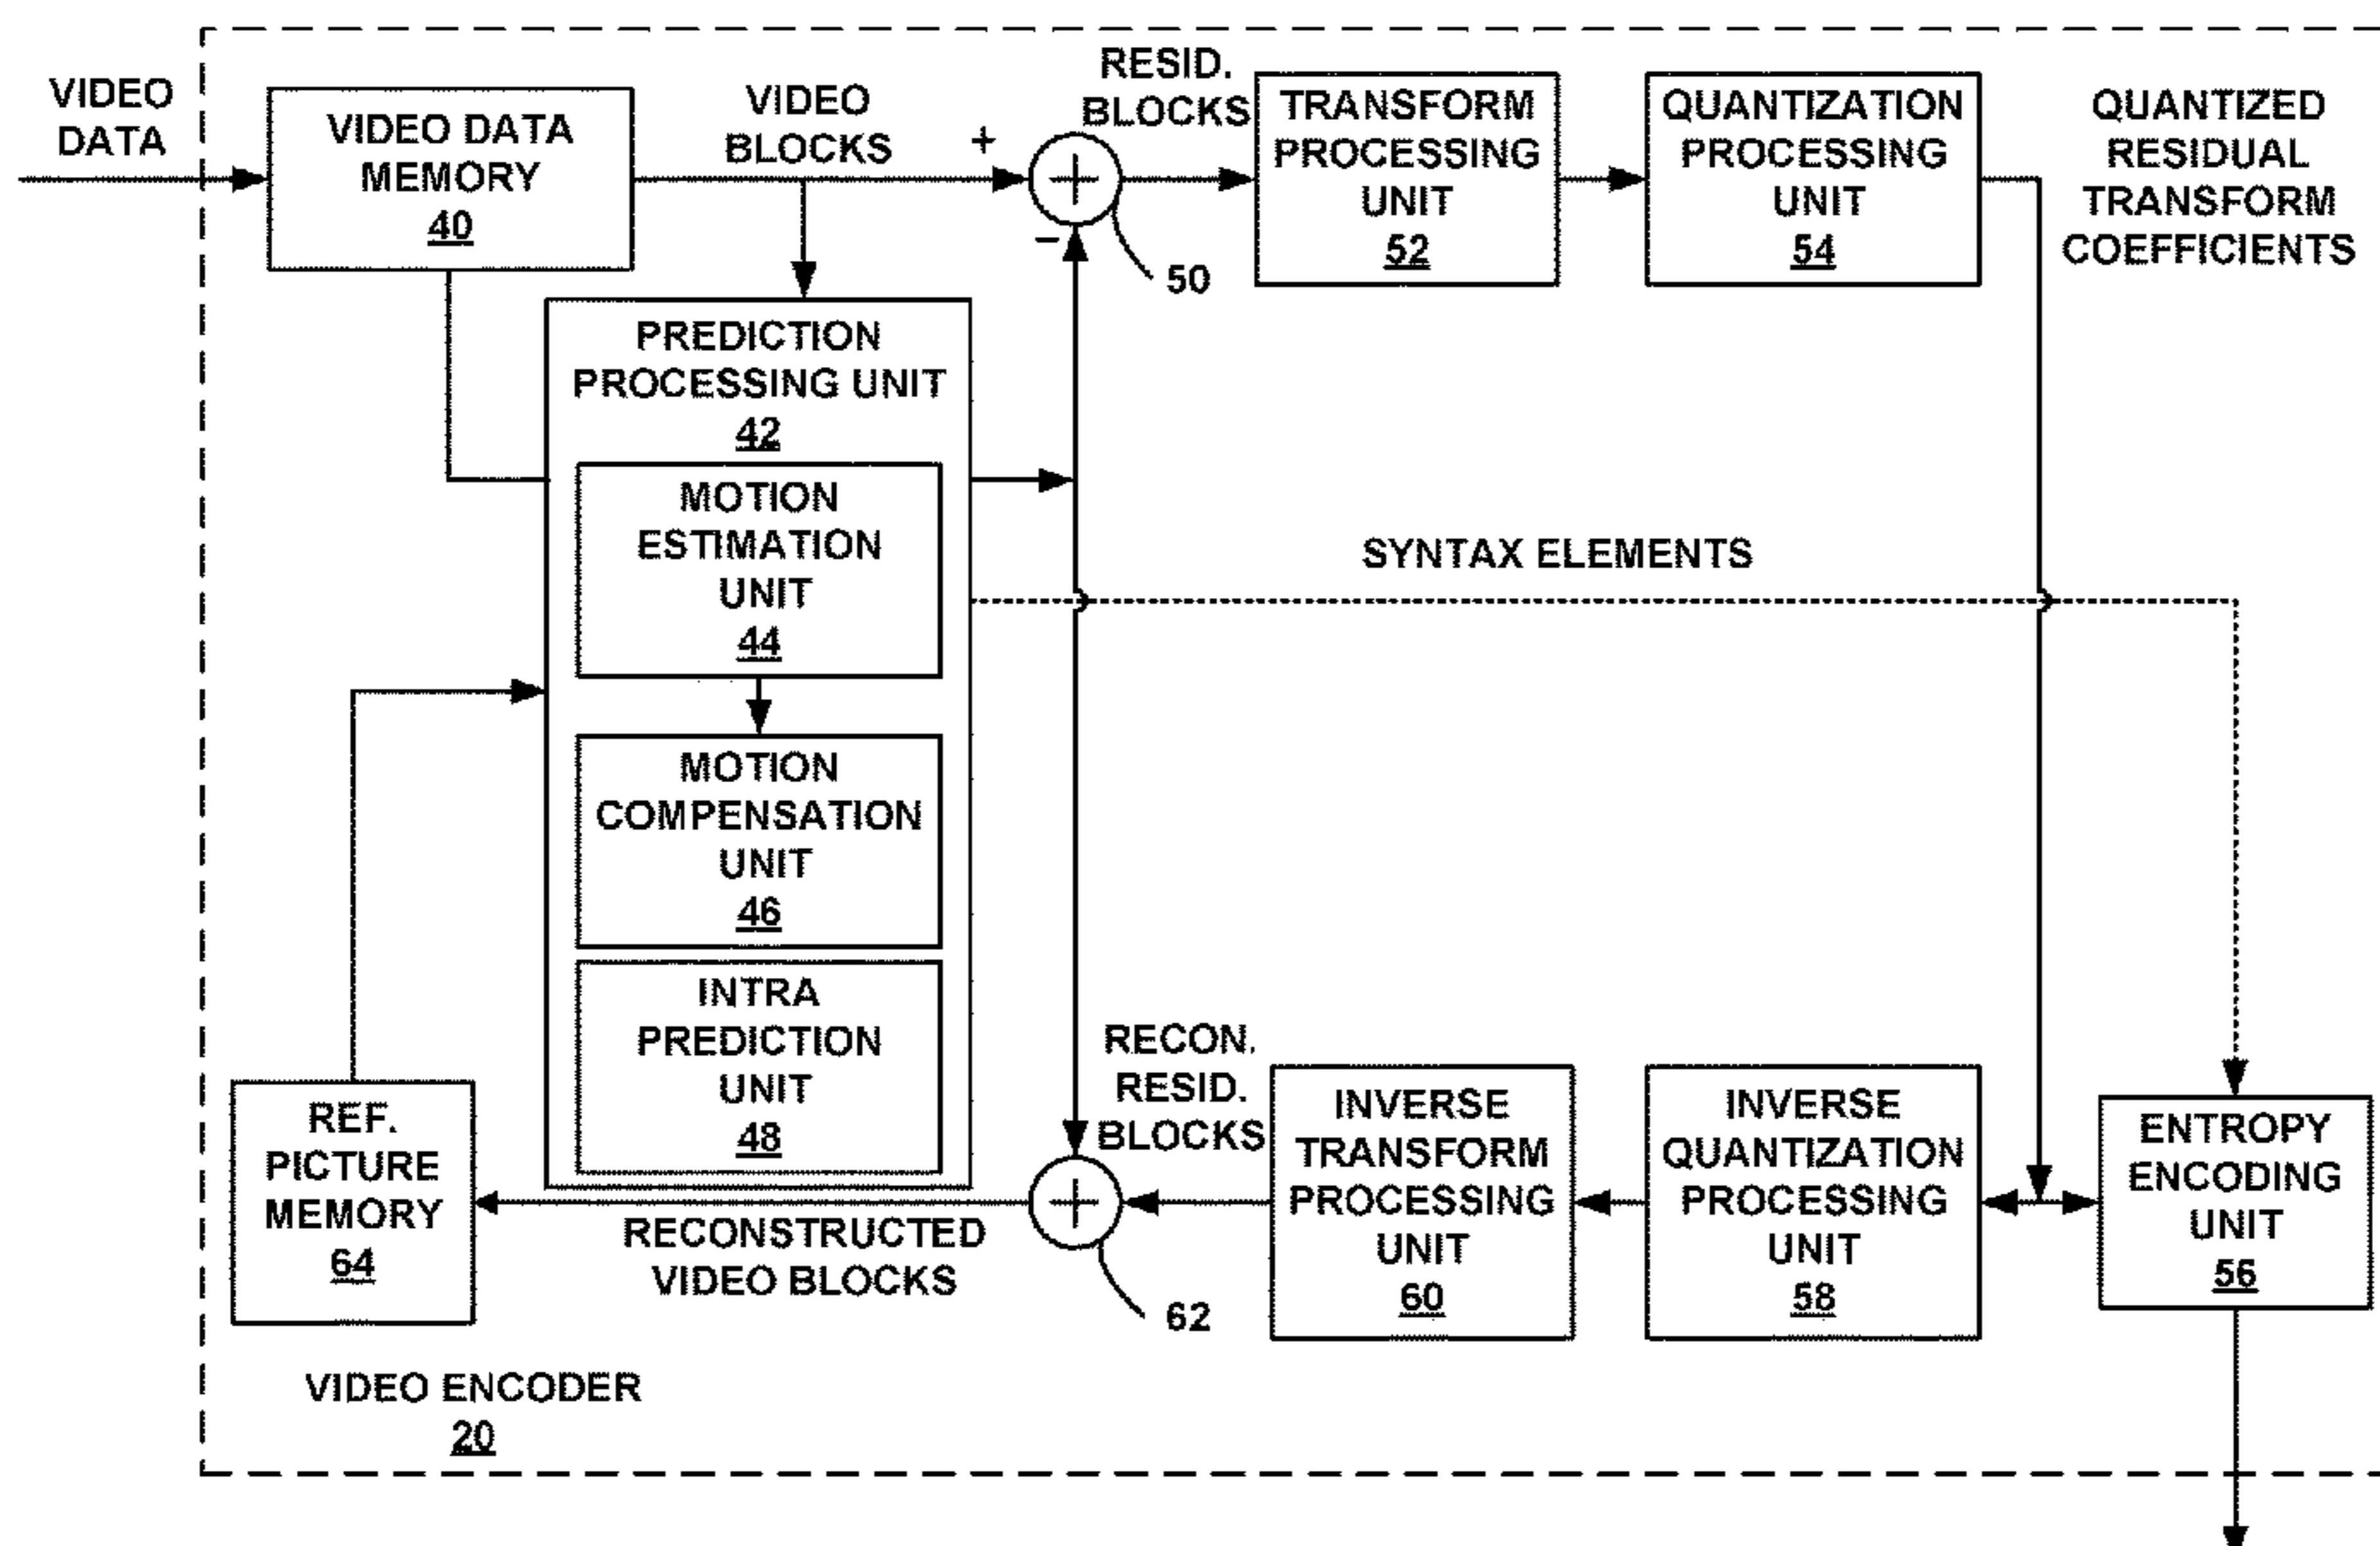 VIDEO
DATA
VIDEO DATA
MEMORY
40
VIDEO
BLOCKS
+
−
50
RESID.
BLOCKS
TRANSFORM
PROCESSING
UNIT
52
QUANTIZATION
PROCESSING
UNIT
54
QUANTIZED
RESIDUAL
TRANSFORM
COEFFICIENTS
PREDICTION
PROCESSING UNIT
42
MOTION
ESTIMATION
UNIT
44
MOTION
COMPENSATION
UNIT
46
INTRA
PREDICTION
UNIT
48
SYNTAX ELEMENTS
REF.
PICTURE
MEMORY
64
RECONSTRUCTED
VIDEO BLOCKS
62
RECON.
RESID.
BLOCKS
INVERSE
TRANSFORM
PROCESSING
UNIT
60
INVERSE
QUANTIZATION
PROCESSING
UNIT
58
ENTROPY
ENCODING
UNIT
56
VIDEO ENCODER
20